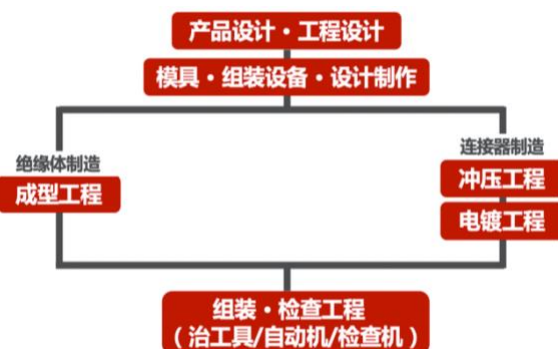 产品设计·工程设计
模具·组装设备·设计制作
绝缘体制造
成型工程
连接器制造
冲压工程
电镀工程
组装·检查工程
（治工具/自动机/检查机）